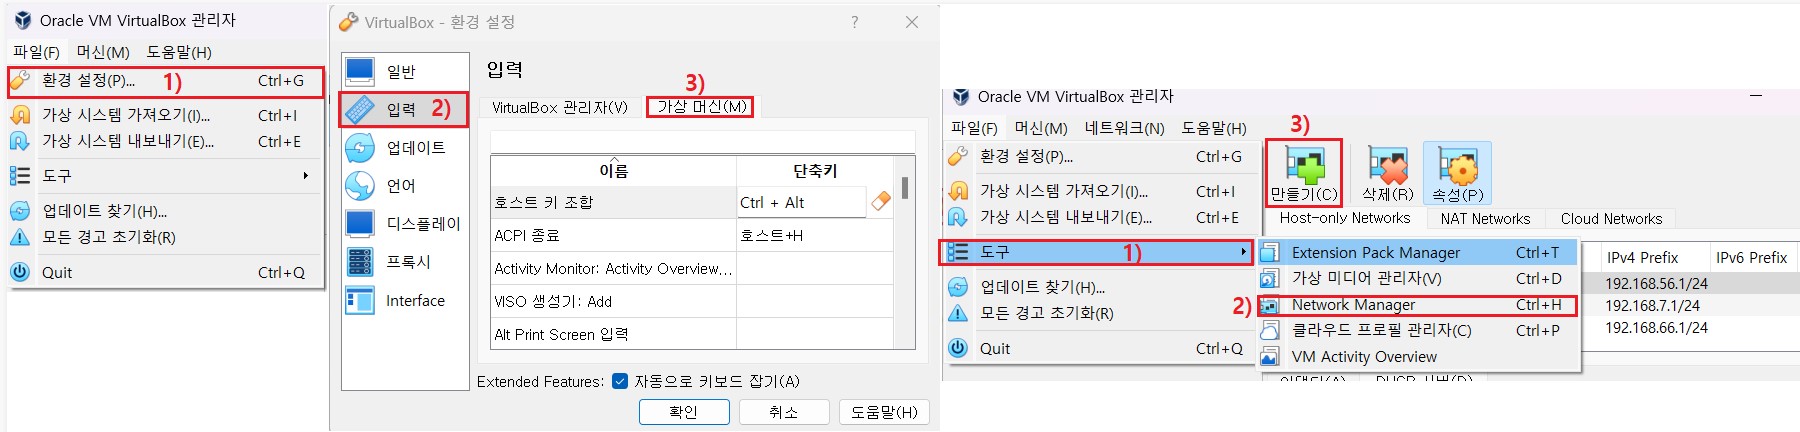 Oracle VM VirtualBox 관리자
파일(F) 머신(M) 도움말(H)
환경 설정(P)... 1) Ctrl+G
가상 시스템 가져오기(I)... Ctrl+I
가상 시스템 내보내기(E)... Ctrl+E
도구
업데이트 찾기(H)...
모든 경고 초기화(R)
Quit Ctrl+Q
VirtualBox - 환경 설정 ?
일반
입력 2)
업데이트
언어
디스플레이
프록시
Interface
입력
3)
VirtualBox 관리자(V) 가상 머신(M)
이름 단축키
호스트 키 조합 Ctrl + Alt
ACPI 종료 호스트+H
Activity Monitor: Activity Overview...
VISO 생성기: Add
Alt Print Screen 입력
Extended Features: 자동으로 키보드 잡기(A)
확인 취소 도움말(H)
Oracle VM VirtualBox 관리자
파일(F) 머신(M) 네트워크(N) 도움말(H)
환경 설정(P)... Ctrl+G
가상 시스템 가져오기(I)... Ctrl+I
가상 시스템 내보내기(E)... Ctrl+E
도구 1)
업데이트 찾기(H)...
모든 경고 초기화(R)
Quit Ctrl+Q
3)
만들기(C) 삭제(R) 속성(P)
Host-only Networks NAT Networks Cloud Networks
Extension Pack Manager Ctrl+T
가상 미디어 관리자(V) Ctrl+D
2) Network Manager Ctrl+H
클라우드 프로필 관리자(C) Ctrl+P
VM Activity Overview
IPv4 Prefix IPv6 Prefix
192.168.56.1/24
192.168.7.1/24
192.168.66.1/24